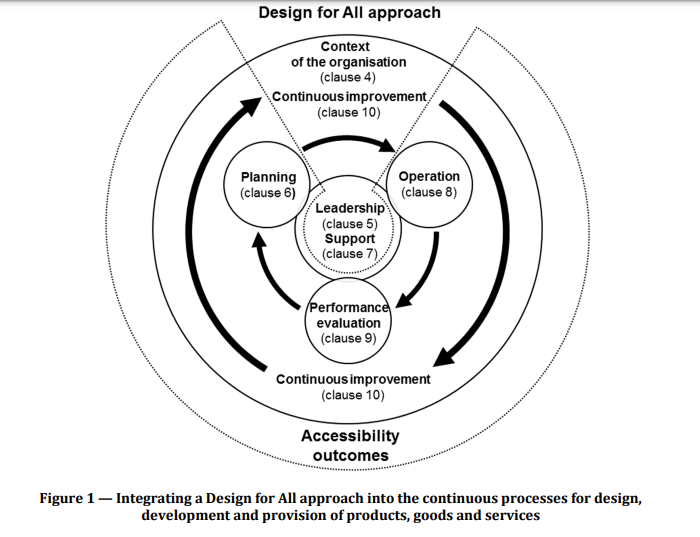 Design for All approach
Context
of the organisation
(clause 4)
Continuous improvement
(clause 10)
Planning
(clause 6)
Operation
(clause 8)
Leadership
(clause 5)
Support
(clause 7)
Performance
evaluation
(clause 9)
Continuous improvement
(clause 10)
Accessibility
outcomes
Figure 1 — Integrating a Design for All approach into the continuous processes for design,
development and provision of products, goods and services